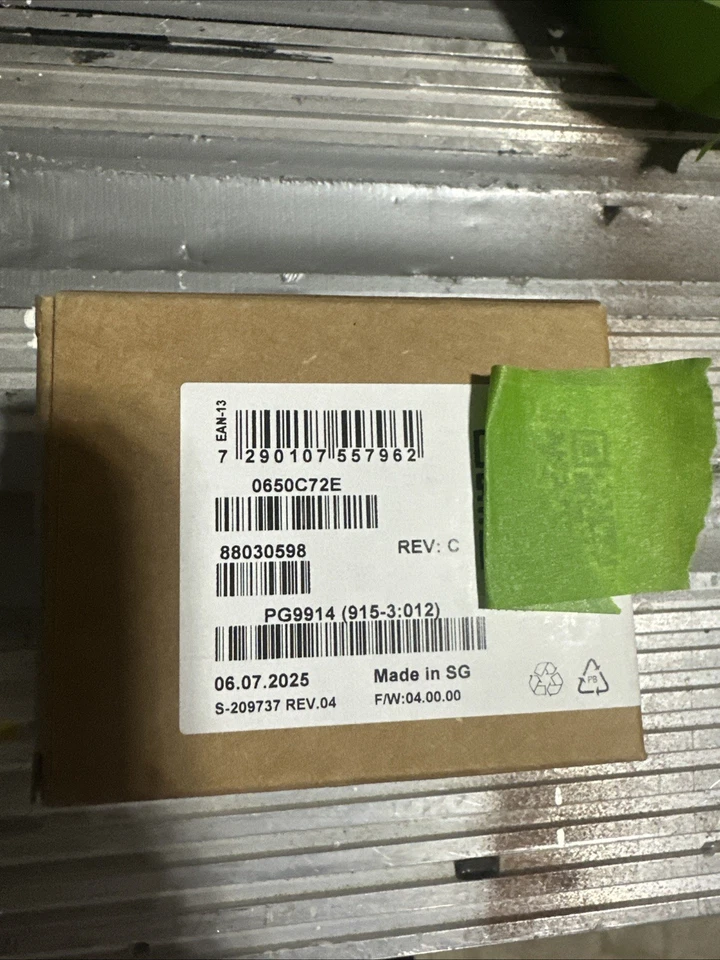 EAN-13
7 290107 557962
0650C72E
88030598
REV: C
PG9914 (915-3:012)
06.07.2025
Made in SG
S-209737 REV.04
F/W:04.00.00
PB